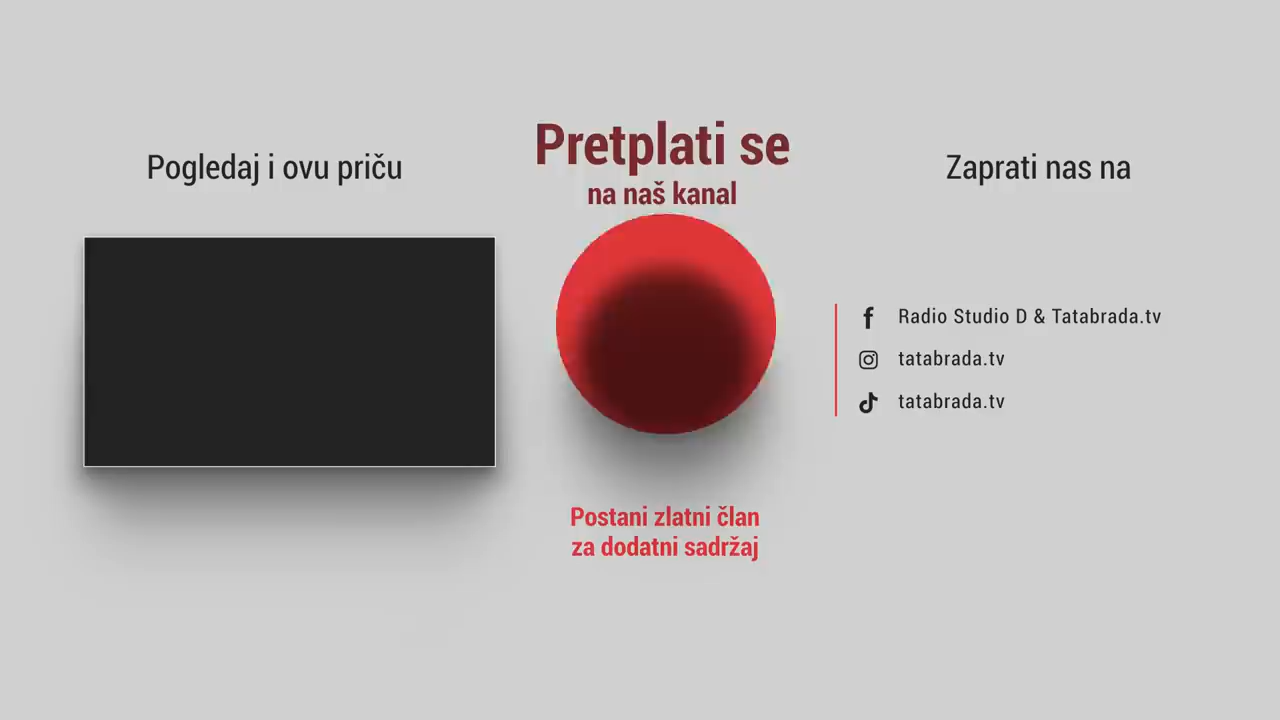 Pogledaj i ovu priču
Pretplati se
na naš kanal
Postani zlatni član
za dodatni sadržaj
Zaprati nas na
Radio Studio D & Tatabrada.tv
tatabrada.tv
tatabrada.tv